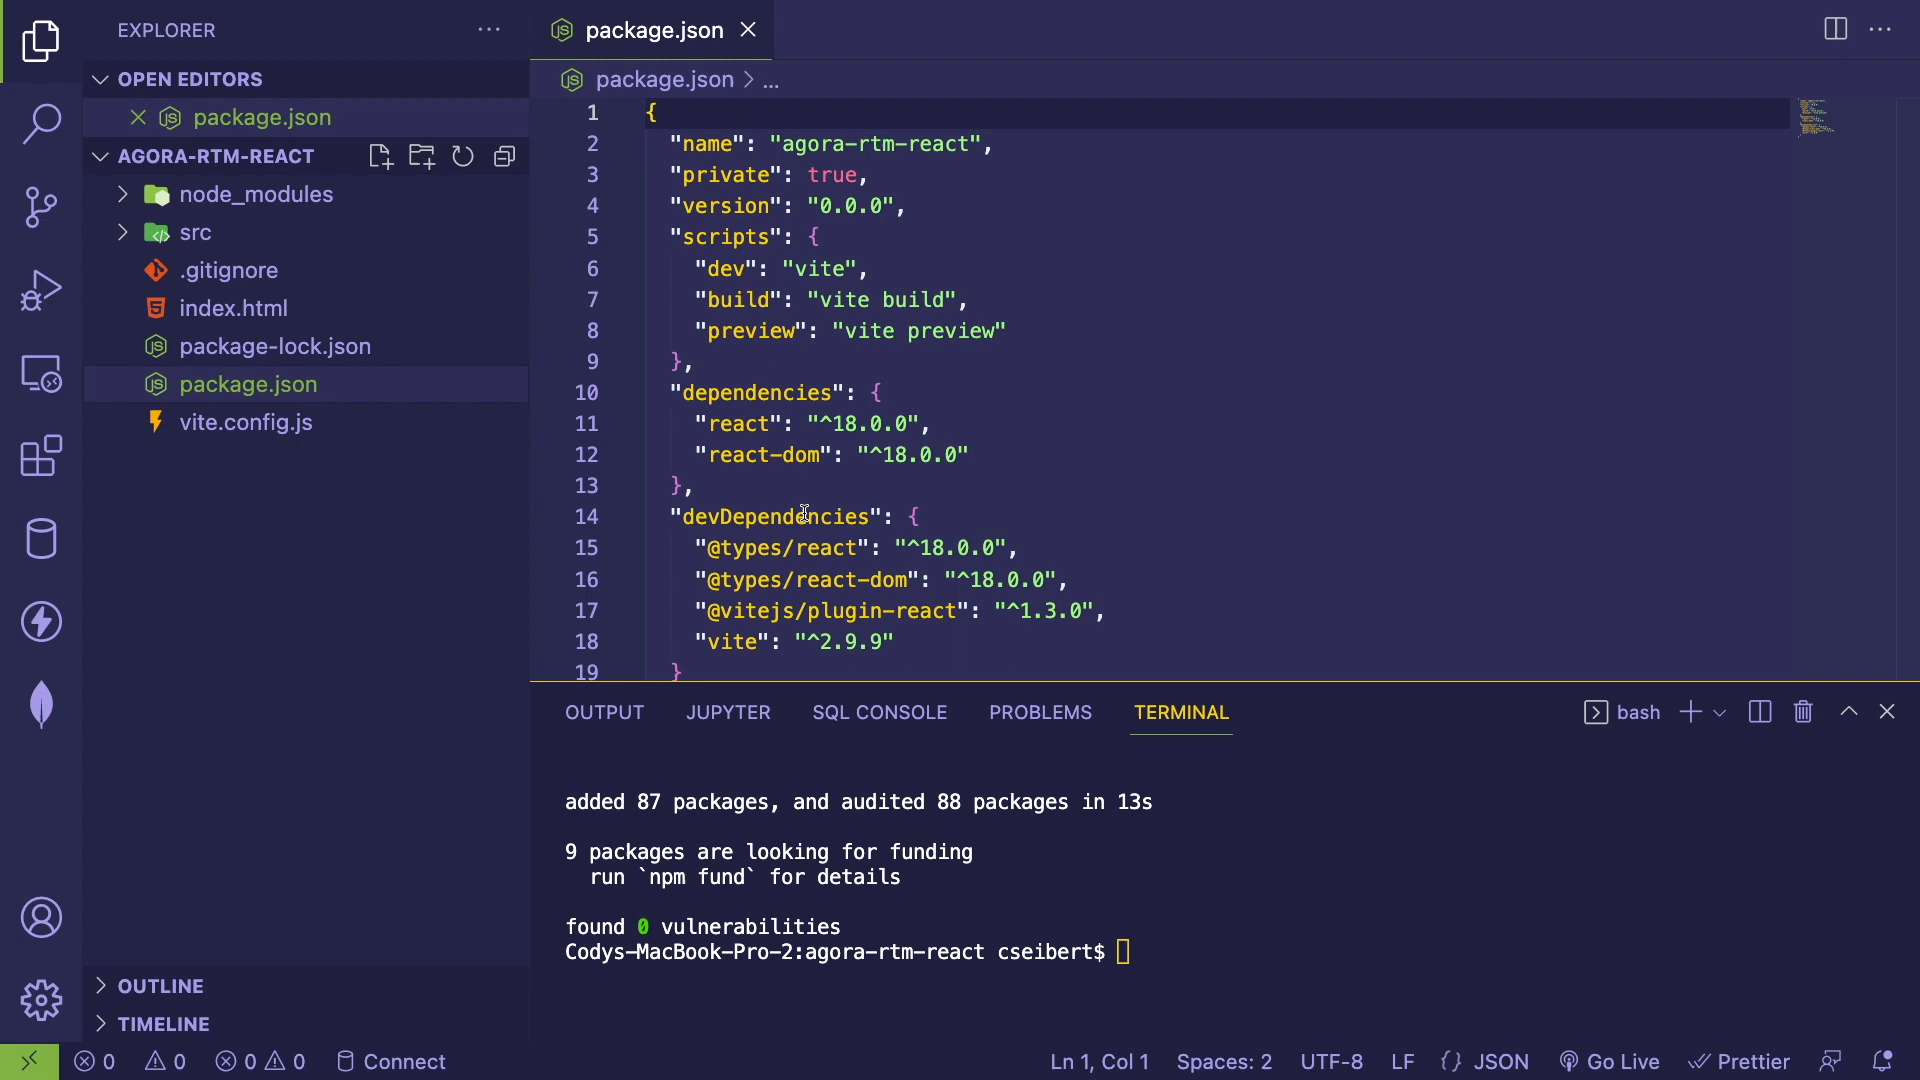 EXPLORER
OPEN EDITORS
package.json
AGORA-RTM-REACT
node_modules
src
.gitignore
index.html
package-lock.json
package.json
vite.config.js
OUTLINE
TIMELINE
package.json
package.json > ...
1 {
2 "name": "agora-rtm-react",
3 "private": true,
4 "version": "0.0.0",
5 "scripts": {
6 "dev": "vite",
7 "build": "vite build",
8 "preview": "vite preview"
9 },
10 "dependencies": {
11 "react": "^18.0.0",
12 "react-dom": "^18.0.0"
13 },
14 "devDependencies": {
15 "@types/react": "^18.0.0",
16 "@types/react-dom": "^18.0.0",
17 "@vitejs/plugin-react": "^1.3.0",
18 "vite": "^2.9.9"
19 }
OUTPUT JUPYTER SQL CONSOLE PROBLEMS TERMINAL bash
added 87 packages, and audited 88 packages in 13s
9 packages are looking for funding
run `npm fund` for details
found 0 vulnerabilities
Codys-MacBook-Pro-2:agora-rtm-react cseibert$
0 0 0 0 Connect Ln 1, Col 1 Spaces: 2 UTF-8 LF {} JSON Go Live Prettier